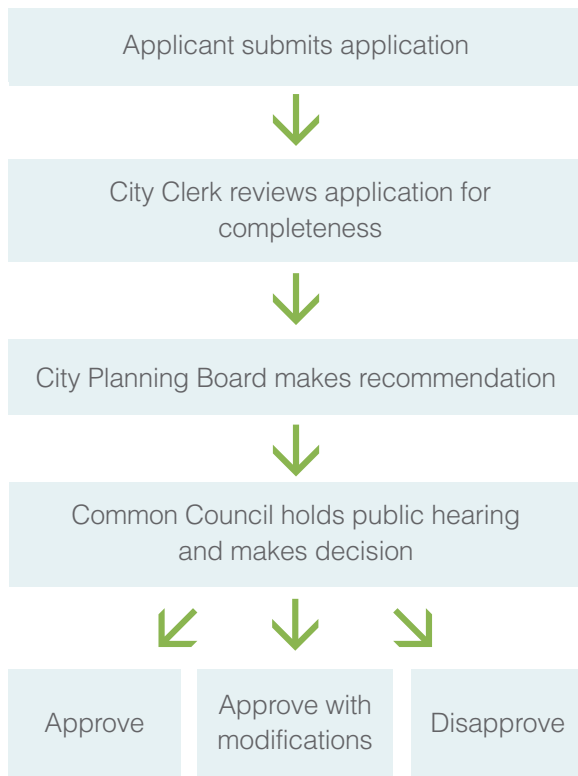 Applicant submits application
City Clerk reviews application for
completeness
City Planning Board makes recommendation
Common Council holds public hearing
and makes decision
Approve
Approve with
modifications
Disapprove